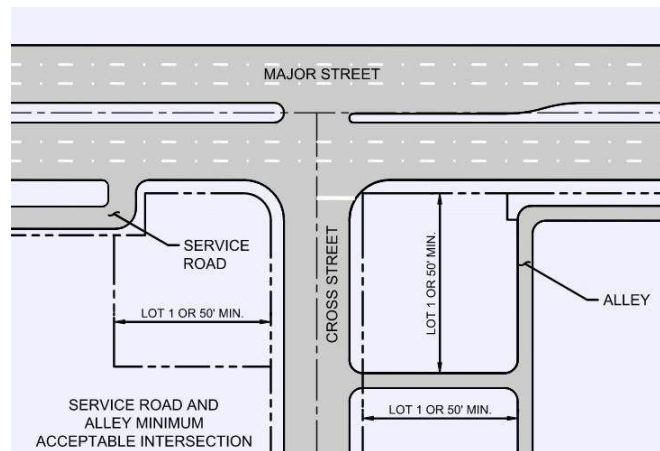 MAJOR STREET
SERVICE
ROAD
CROSS STREET
LOT 1 OR 50' MIN.
ALLEY
LOT 1 OR 50' MIN.
LOT 1 OR 50' MIN.
SERVICE ROAD AND
ALLEY MINIMUM
ACCEPTABLE INTERSECTION